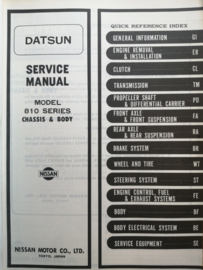 DATSUN
SERVICE
MANUAL
MODEL
810 SERIES
CHASSIS & BODY
NISSAN
NISSAN MOTOR CO., LTD.
TOKYO, JAPAN
QUICK REFERENCE INDEX
GENERAL INFORMATION GI
ENGINE REMOVAL
& INSTALLATION ER
CLUTCH CL
TRANSMISSION TM
PROPELLER SHAFT
& DIFFERENTIAL CARRIER PD
FRONT AXLE
& FRONT SUSPENSION FA
REAR AXLE
& REAR SUSPENSION RA
BRAKE SYSTEM BR
WHEEL AND TIRE WT
STEERING SYSTEM ST
ENGINE CONTROL, FUEL
& EXHAUST SYSTEMS FE
BODY BF
BODY ELECTRICAL SYSTEM BE
SERVICE EQUIPMENT SE